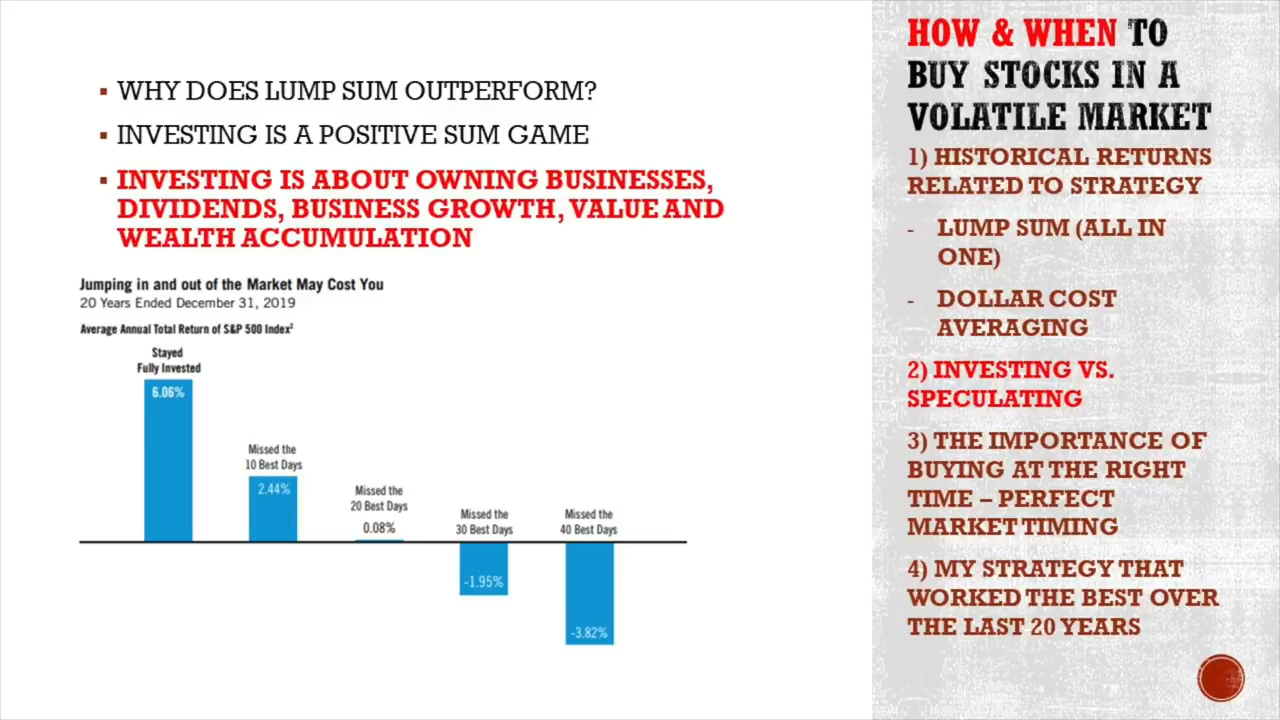 WHY DOES LUMP SUM OUTPERFORM?
INVESTING IS A POSITIVE SUM GAME
INVESTING IS ABOUT OWNING BUSINESSES,
DIVIDENDS, BUSINESS GROWTH, VALUE AND
WEALTH ACCUMULATION
Jumping in and out of the Market May Cost You
20 Years Ended December 31, 2019
Average Annual Total Return of S&P 500 Index²
Stayed
Fully Invested
6.06%
Missed the
10 Best Days
2.44%
Missed the
20 Best Days
0.08%
Missed the
30 Best Days
-1.95%
Missed the
40 Best Days
-3.82%
HOW & WHEN TO
BUY STOCKS IN A
VOLATILE MARKET
1) HISTORICAL RETURNS
RELATED TO STRATEGY
- LUMP SUM (ALL IN
ONE)
- DOLLAR COST
AVERAGING
2) INVESTING VS.
SPECULATING
3) THE IMPORTANCE OF
BUYING AT THE RIGHT
TIME – PERFECT
MARKET TIMING
4) MY STRATEGY THAT
WORKED THE BEST OVER
THE LAST 20 YEARS